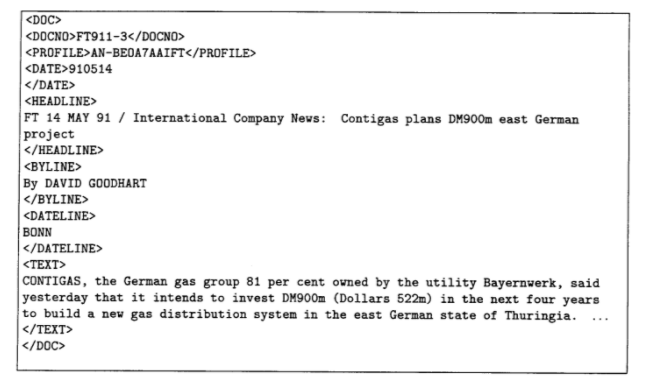 <DOC>
<DOCNO>FT911-3</DOCNO>
<PROFILE>AN-BEOA7AAIFT</PROFILE>
<DATE>910514
</DATE>
<HEADLINE>
FT 14 MAY 91 / International Company News: Contigas plans DM900m east German
project
</HEADLINE>
<BYLINE>
By DAVID GOODHART
</BYLINE>
<DATELINE>
BONN
</DATELINE>
<TEXT>
CONTIGAS, the German gas group 81 per cent owned by the utility Bayernwerk, said
yesterday that it intends to invest DM900m (Dollars 522m) in the next four years
to build a new gas distribution system in the east German state of Thuringia. ...
</TEXT>
</DOC>